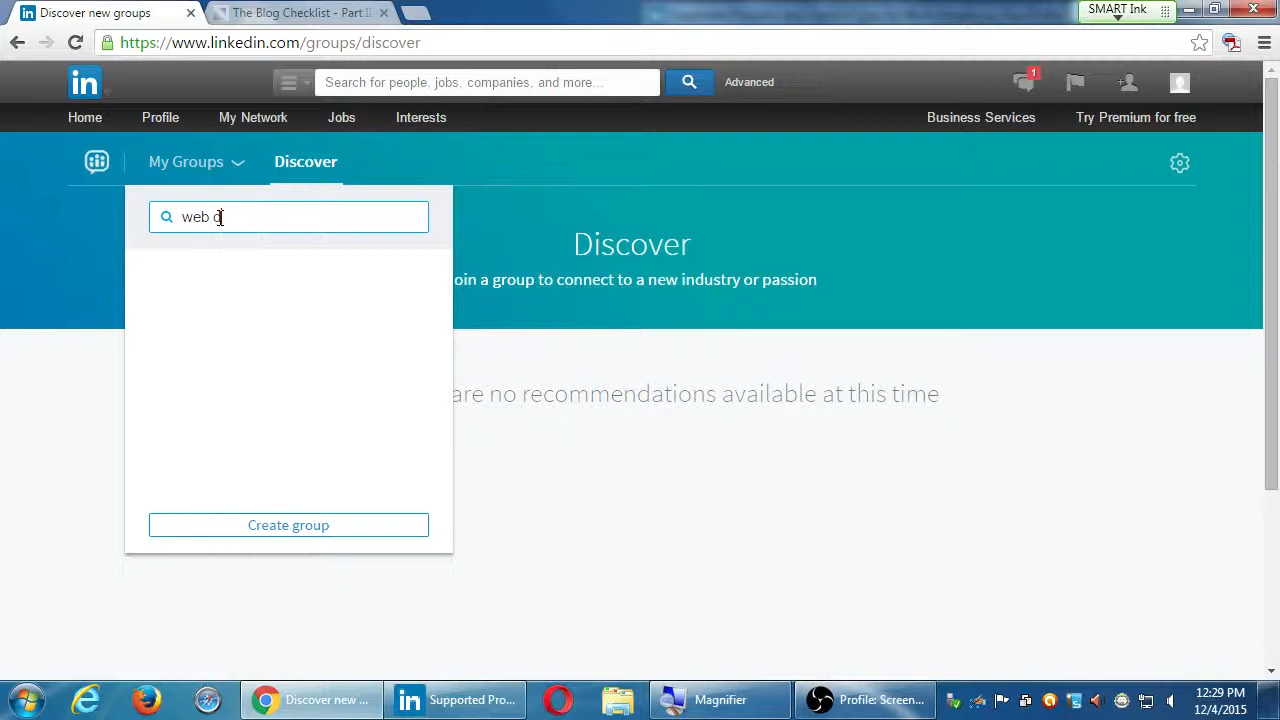 Discover new groups
The Blog Checklist - Part II
SMART Ink
https://www.linkedin.com/groups/discover
in
Search for people, jobs, companies, and more...
Advanced
1
Home
Profile
My Network
Jobs
Interests
Business Services
Try Premium for free
My Groups
Discover
web d
Discover
oin a group to connect to a new industry or passion
are no recommendations available at this time
Create group
Discover new ...
Supported Pro...
Magnifier
Profile: Screen...
12:29 PM
12/4/2015